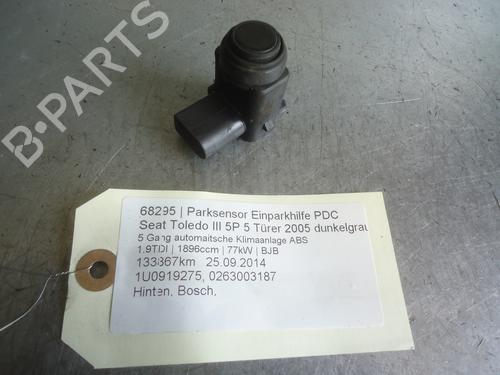 B-PARTS
68295 | Parksensor Einparkhilfe PDC
Seat Toledo III 5P 5 Türer 2005 dunkelgrau
5 Gang automaitsche Klimaanlage ABS
1,9TDI | 1896ccm | 77kW | BJB
133867km 25.09.2014
1U0919275, 0263003187
Hinten, Bosch,